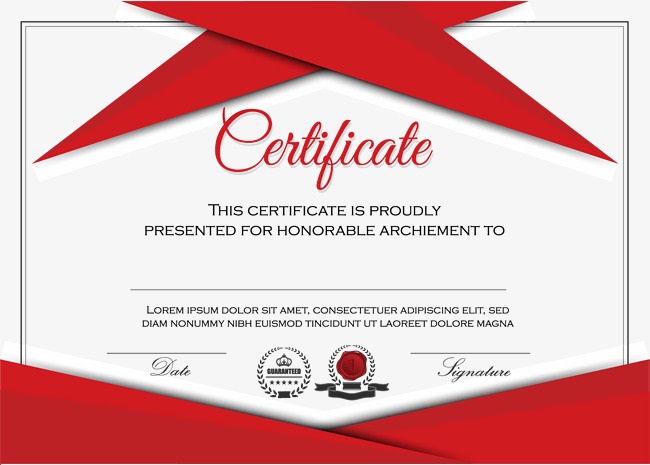 Certificate
THIS CERTIFICATE IS PROUDLY
PRESENTED FOR HONORABLE ARCHIEMENT TO
LOREM IPSUM DOLOR SIT AMET, CONSECTETUER ADIPISCING ELIT, SED
DIAM NONUMMY NIBH EUISMOD TINCIDUNT UT LAOREET DOLORE MAGNA
Date
GUARANTEED
1
Signature